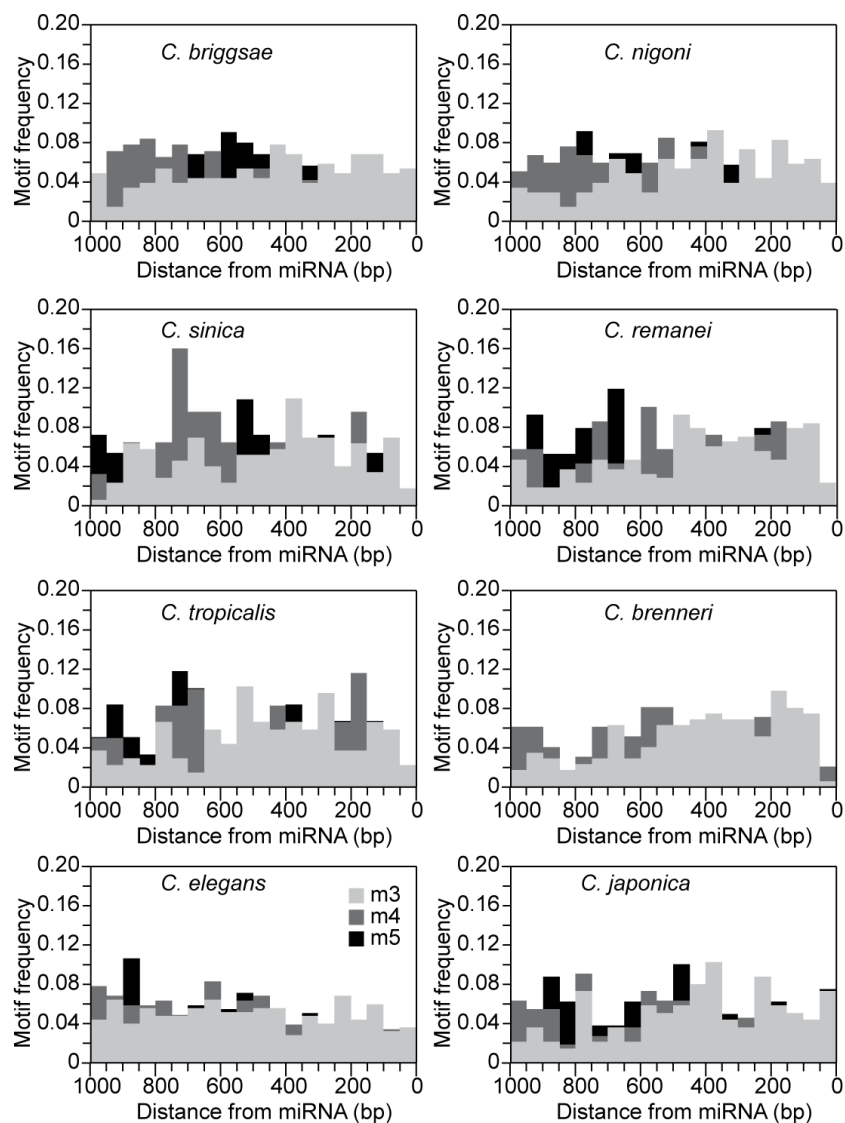 C. briggsae
0.20
0.16
0.12
0.08
0.04
0
Motif frequency
1000 800 600 400 200 0
Distance from miRNA (bp)
C. nigoni
0.20
0.16
0.12
0.08
0.04
0
Motif frequency
1000 800 600 400 200 0
Distance from miRNA (bp)
C. sinica
0.20
0.16
0.12
0.08
0.04
0
Motif frequency
1000 800 600 400 200 0
Distance from miRNA (bp)
C. remanei
0.20
0.16
0.12
0.08
0.04
0
Motif frequency
1000 800 600 400 200 0
Distance from miRNA (bp)
C. tropicalis
0.20
0.16
0.12
0.08
0.04
0
Motif frequency
1000 800 600 400 200 0
Distance from miRNA (bp)
C. brenneri
0.20
0.16
0.12
0.08
0.04
0
Motif frequency
1000 800 600 400 200 0
Distance from miRNA (bp)
C. elegans
m3
m4
m5
0.20
0.16
0.12
0.08
0.04
0
Motif frequency
1000 800 600 400 200 0
Distance from miRNA (bp)
C. japonica
0.20
0.16
0.12
0.08
0.04
0
Motif frequency
1000 800 600 400 200 0
Distance from miRNA (bp)